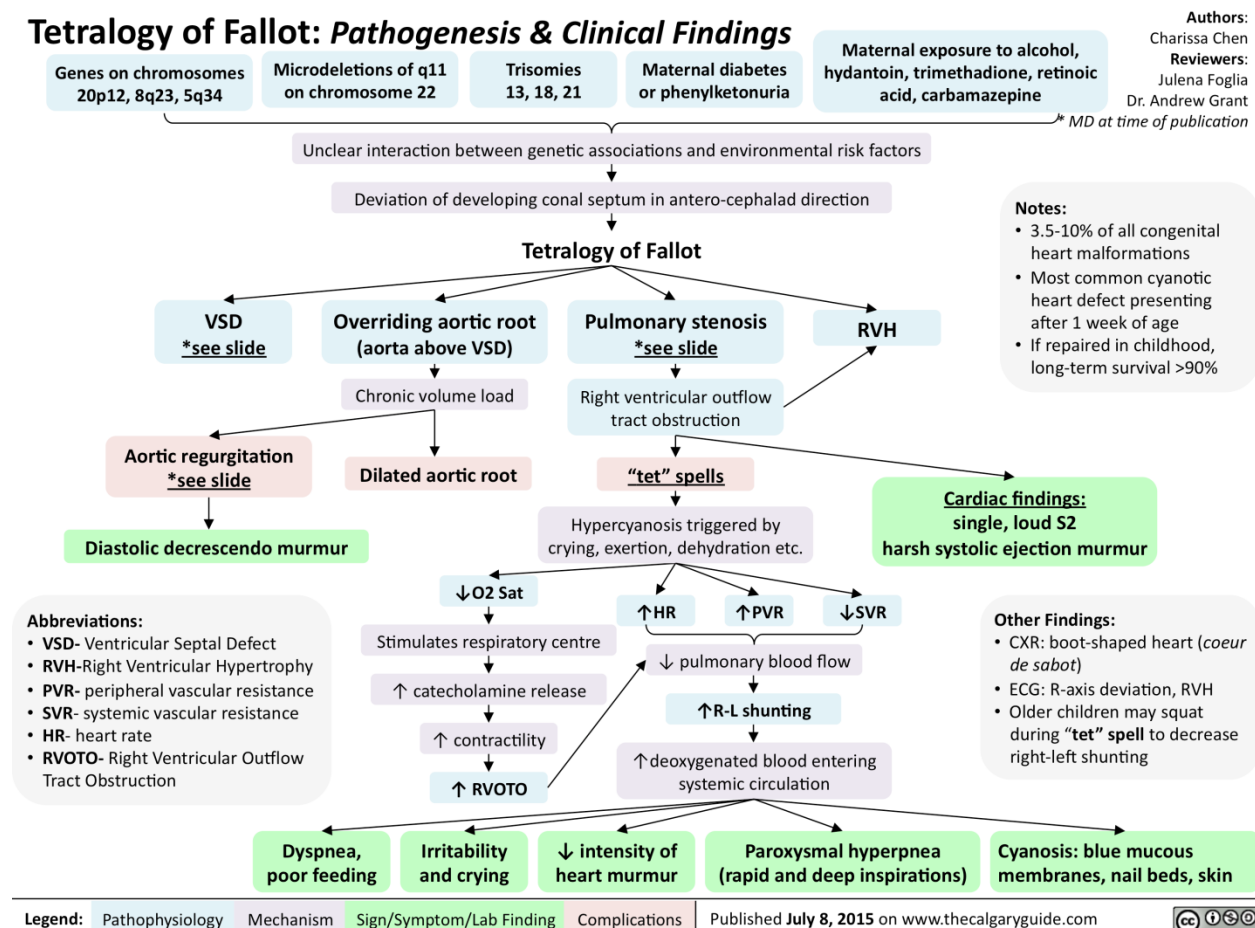 Tetralogy of Fallot: Pathogenesis & Clinical Findings
Authors:
Charissa Chen
Reviewers:
Julena Foglia
Dr. Andrew Grant
* MD at time of publication
Genes on chromosomes
20p12, 8q23, 5q34
Microdeletions of q11
on chromosome 22
Trisomies
13, 18, 21
Maternal diabetes
or phenylketonuria
Maternal exposure to alcohol,
hydantoin, trimethadione, retinoic
acid, carbamazepine
Unclear interaction between genetic associations and environmental risk factors
Deviation of developing conal septum in antero-cephalad direction
Tetralogy of Fallot
Notes:
• 3.5-10% of all congenital
heart malformations
• Most common cyanotic
heart defect presenting
after 1 week of age
• If repaired in childhood,
long-term survival >90%
VSD
*see slide
Overriding aortic root
(aorta above VSD)
Pulmonary stenosis
*see slide
RVH
Chronic volume load
Right ventricular outflow
tract obstruction
Aortic regurgitation
*see slide
Dilated aortic root
“tet” spells
Cardiac findings:
single, loud S2
harsh systolic ejection murmur
Diastolic decrescendo murmur
Hypercyanosis triggered by
crying, exertion, dehydration etc.
↓O2 Sat
↑HR
↑PVR
↓SVR
Stimulates respiratory centre
↓ pulmonary blood flow
↑ catecholamine release
↑R-L shunting
↑ contractility
↑deoxygenated blood entering
systemic circulation
↑ RVOTO
Abbreviations:
• VSD- Ventricular Septal Defect
• RVH-Right Ventricular Hypertrophy
• PVR- peripheral vascular resistance
• SVR- systemic vascular resistance
• HR- heart rate
• RVOTO- Right Ventricular Outflow
Tract Obstruction
Other Findings:
• CXR: boot-shaped heart (coeur
de sabot)
• ECG: R-axis deviation, RVH
• Older children may squat
during “tet” spell to decrease
right-left shunting
Dyspnea,
poor feeding
Irritability
and crying
↓ intensity of
heart murmur
Paroxysmal hyperpnea
(rapid and deep inspirations)
Cyanosis: blue mucous
membranes, nail beds, skin
Legend: Pathophysiology Mechanism Sign/Symptom/Lab Finding Complications
Published July 8, 2015 on www.thecalgaryguide.com
cc